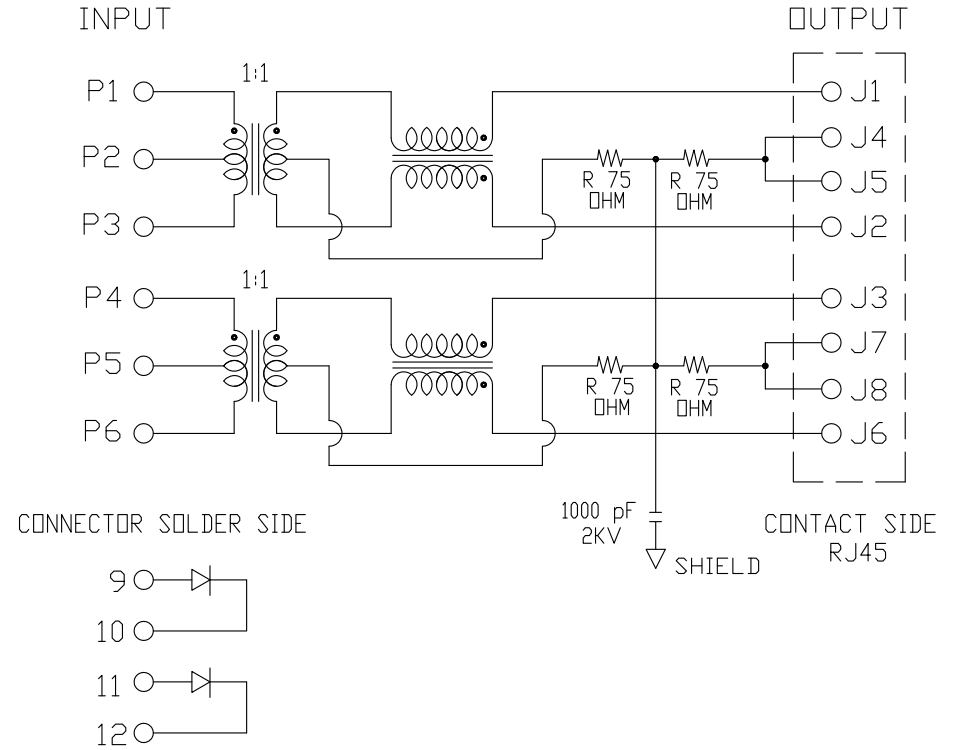 INPUT
OUTPUT
1:1
P1
J1
J4
P2
R 75
OHM
R 75
OHM
J5
P3
J2
1:1
P4
J3
J7
P5
R 75
OHM
R 75
OHM
J8
P6
J6
1000 pF
2KV
CONNECTOR SOLDER SIDE
CONTACT SIDE
RJ45
SHIELD
9
10
11
12